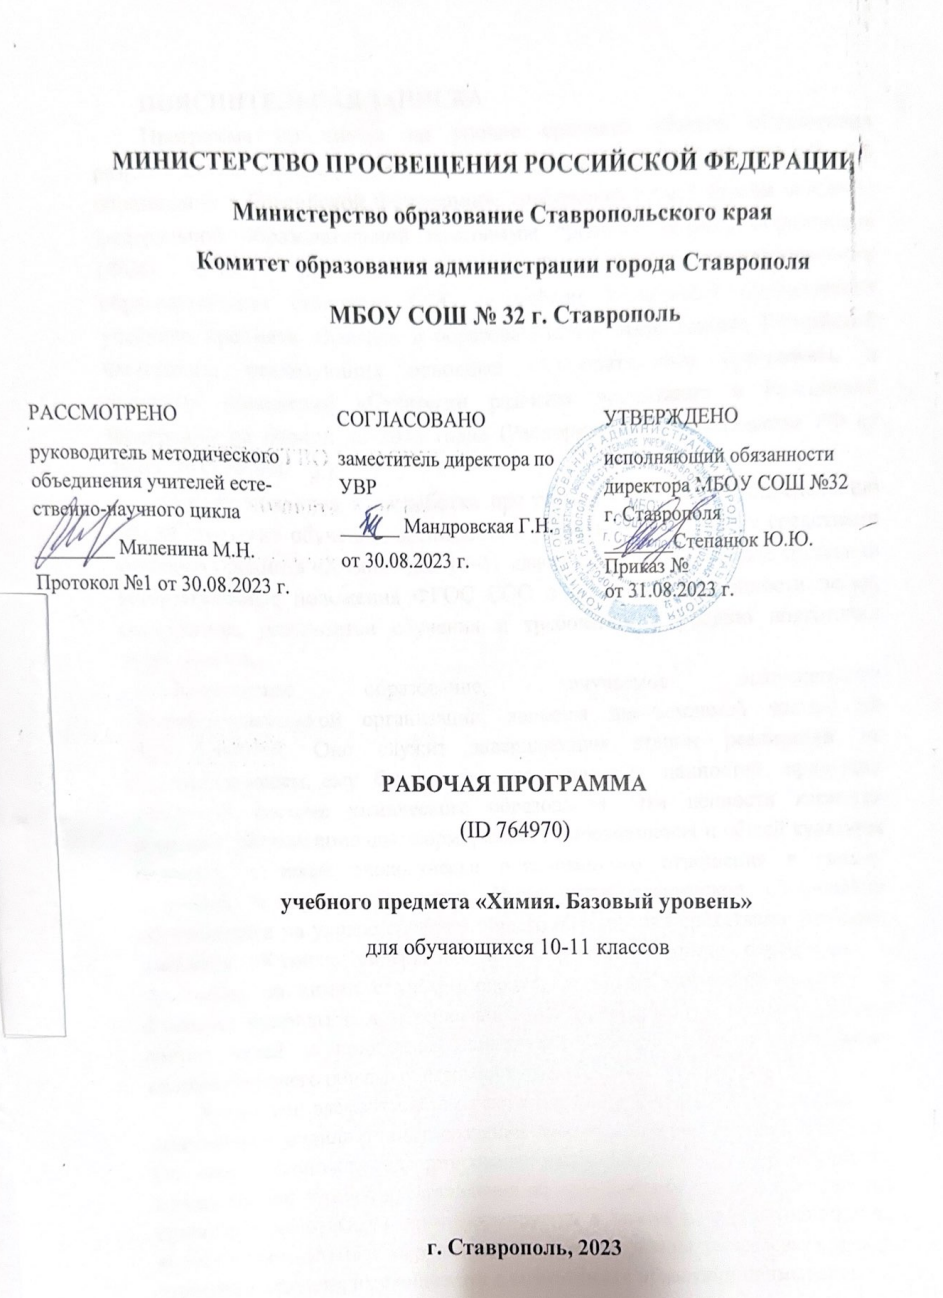 МИНИСТЕРСТВО ПРОСВЕЩЕНИЯ РОССИЙСКОЙ ФЕДЕРАЦИИ
Министерство образование Ставропольского края
Комитет образования администрации города Ставрополя
МБОУ СОШ № 32 г. Ставрополь
РАССМОТРЕНО
руководитель методического
объединения учителей есте-
ственно-научного цикла
Миленина М.Н.
Протокол №1 от 30.08.2023 г.
СОГЛАСОВАНО
заместитель директора по
УВР
Мандровская Г.Н.
от 30.08.2023 г.
УТВЕРЖДЕНО
исполняющий обязанности
директора МБОУ СОШ №32
г. Ставрополя
Степанюк Ю.Ю.
Приказ №
от 31.08.2023 г.
РАБОЧАЯ ПРОГРАММА
(ID 764970)
учебного предмета «Химия. Базовый уровень»
для обучающихся 10-11 классов
г. Ставрополь, 2023